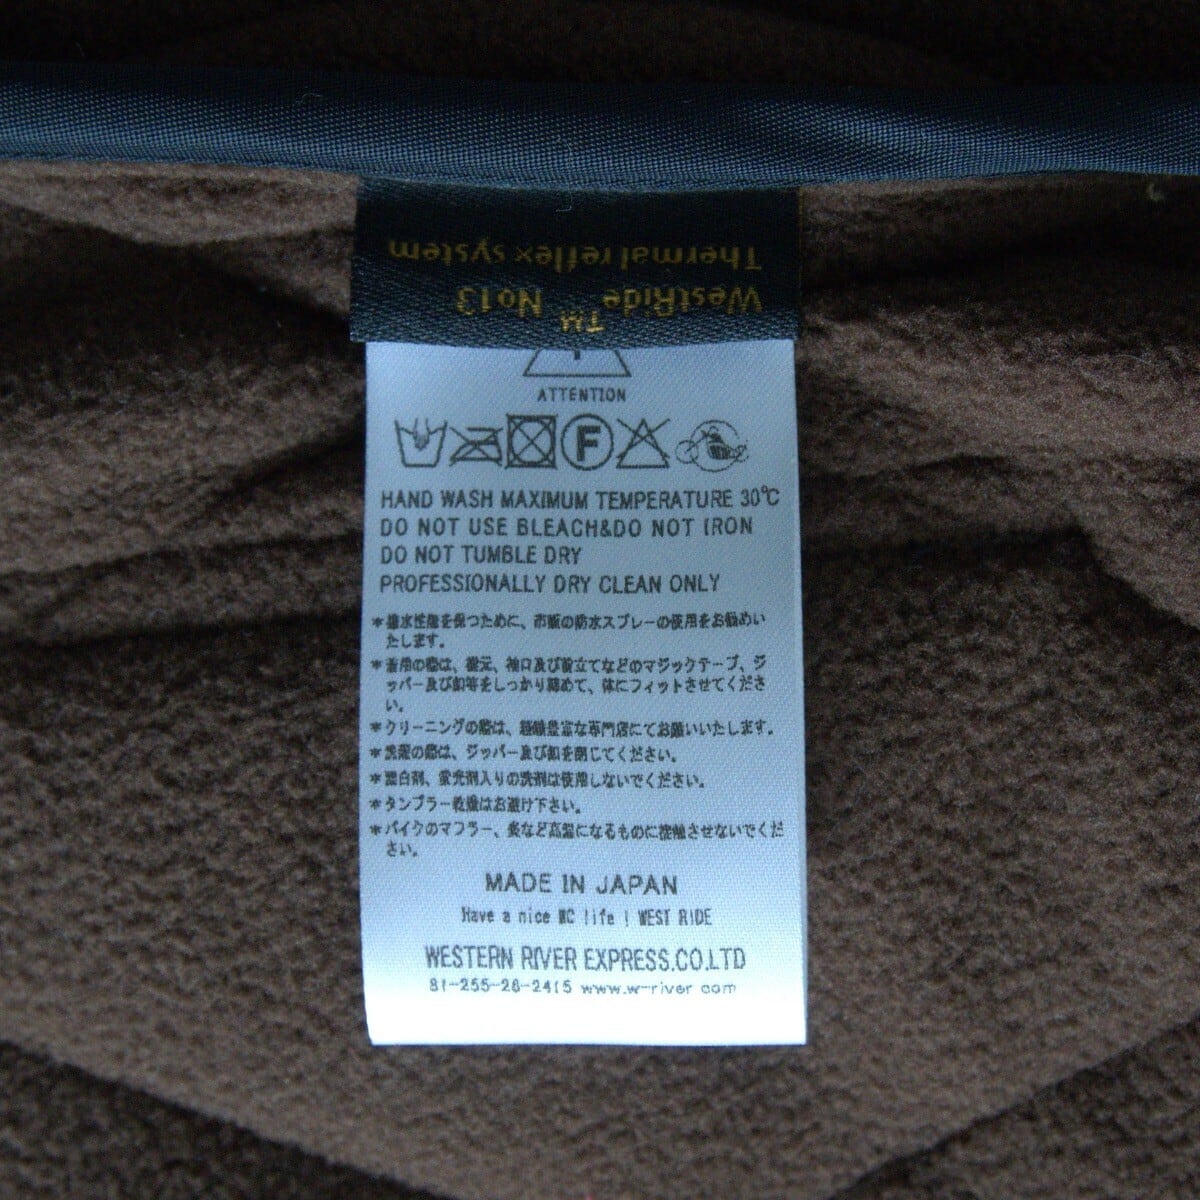 WestRide™ No13
Thermal reflex system
ATTENTION
F
HAND WASH MAXIMUM TEMPERATURE 30℃
DO NOT USE BLEACH&DO NOT IRON
DO NOT TUMBLE DRY
PROFESSIONALLY DRY CLEAN ONLY
*撥水性能を保つために、市販の防水スプレーの使用をお勧めい
たします。
*着用の際は、襟元、袖口及び前立てなどのマジックテープ、ジ
ッパー及び釦等をしっかり締めて、体にフィットさせてくださ
い。
*クリーニングの際は、経験豊富な専門店にてお願いいたします。
*洗濯の際は、ジッパー及び釦を閉じてください。
*漂白剤、蛍光剤入りの洗剤は使用しないでください。
*タンブラー乾燥はお避け下さい。
*バイクのマフラー、炎など高温になるものに接触させないでくだ
さい。
MADE IN JAPAN
Have a nice MC life! WEST RIDE
WESTERN RIVER EXPRESS.CO.LTD
81-255-26-2415 www.w-river.com